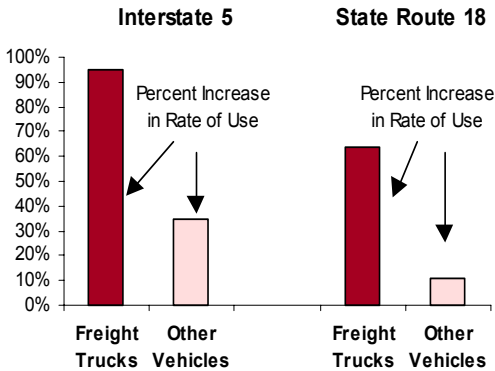 Interstate 5
State Route 18
100%
90%
80%
70%
60%
50%
40%
30%
20%
10%
0%
Percent Increase
in Rate of Use
Percent Increase
in Rate of Use
Freight
Trucks
Other
Vehicles
Freight
Trucks
Other
Vehicles